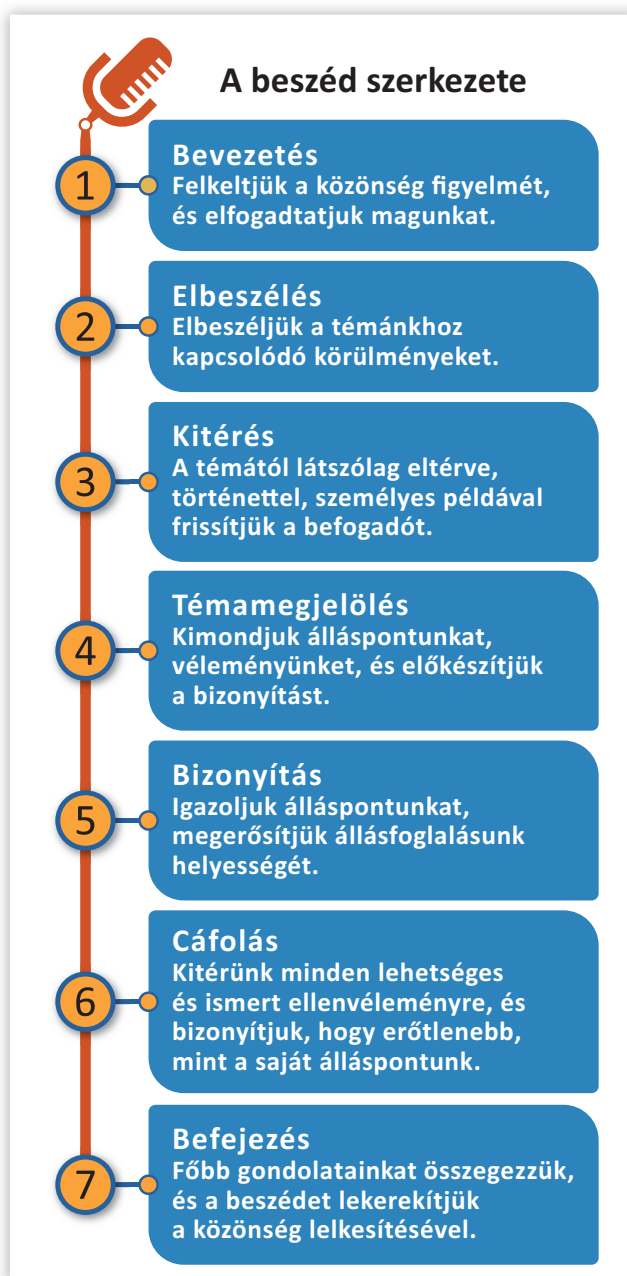 A beszéd szerkezete
1
Bevezetés
Felkeltjük a közönség figyelmét,
és elfogadtatjuk magunkat.
2
Elbeszélés
Elbeszéljük a témánkhoz
kapcsolódó körülményeket.
3
Kitérés
A témától látszólag eltérve,
történettel, személyes példával
frissítjük a befogadót.
4
Témamegjelölés
Kimondjuk álláspontunkat,
véleményünket, és előkészítjük
a bizonyítást.
5
Bizonyítás
Igazoljuk álláspontunkat,
megerősítjük állásfoglalásunk
helyességét.
6
Cáfolás
Kitérünk minden lehetséges
és ismert ellenvéleményre, és
bizonyítjuk, hogy erőtlenebb,
mint a saját álláspontunk.
7
Befejezés
Főbb gondolatainkat összegezzük,
és a beszédet lekerekítjük
a közönség lelkesítésével.